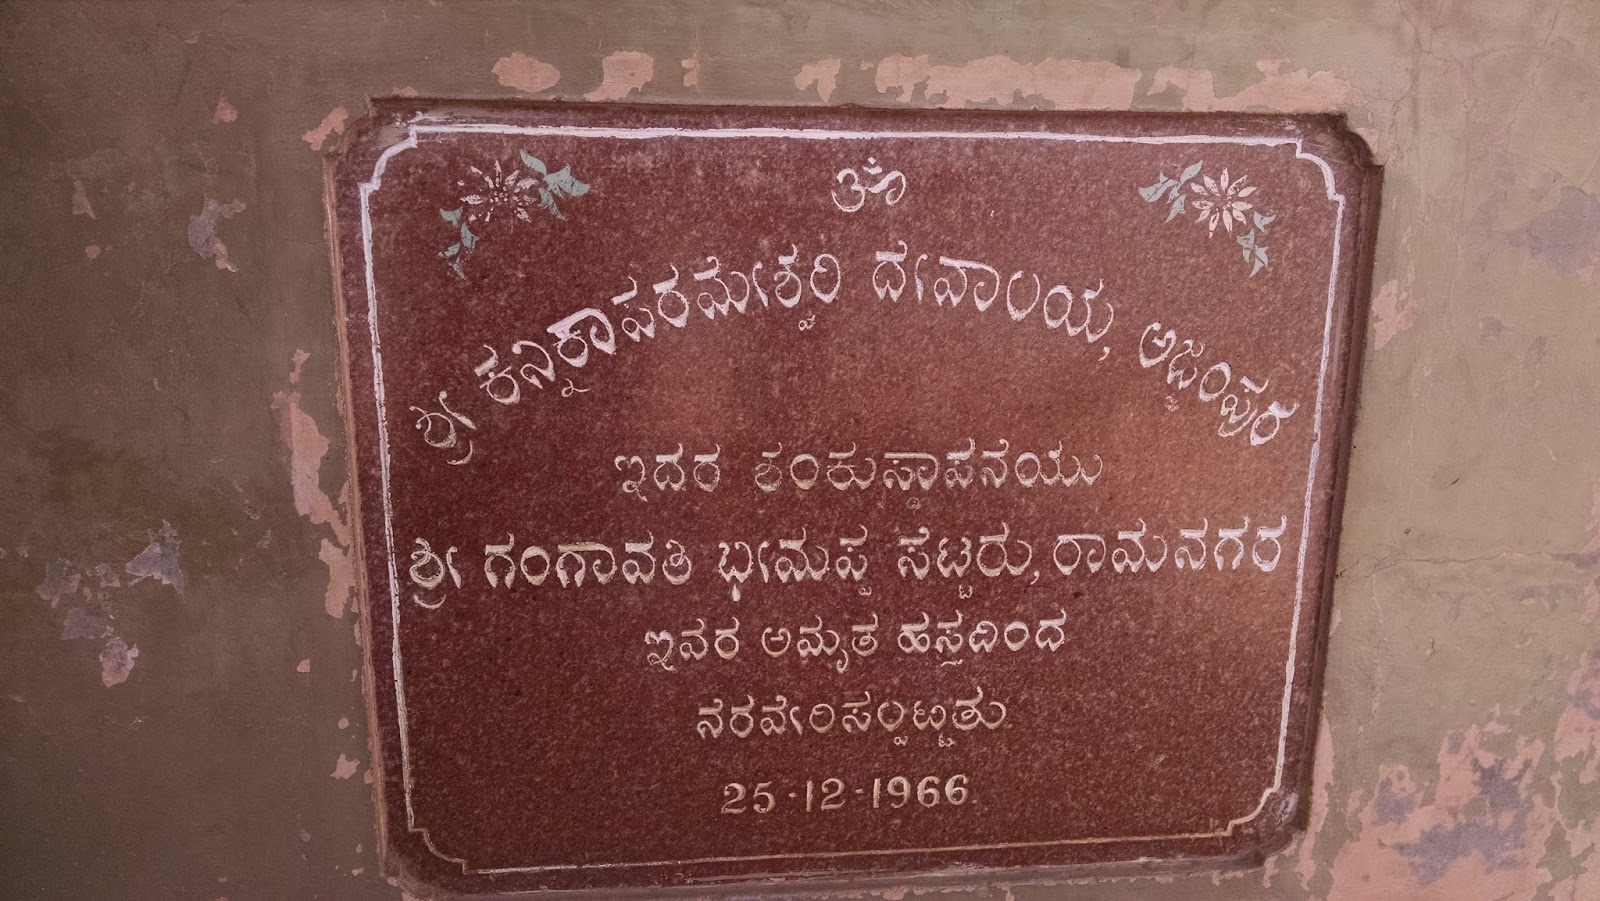 ॐ
ಶ್ರೀ ಕನ್ನಿಕಾಪರಮೇಶ್ವರಿ ದೇವಾಲಯ, ಅಜ್ಜಂಪುರ
ಇದರ ಶಂಕುಸ್ಥಾಪನೆಯು
ಶ್ರೀ ಗಂಗಾವತಿ ಭೀಮಪ್ಪ ಸೆಟ್ಟರು, ರಾಮನಗರ
ಇವರ ಅಮೃತ ಹಸ್ತದಿಂದ
ನೆರವೇರಿಸಲ್ಪಟ್ಟಿತು
25-12-1966